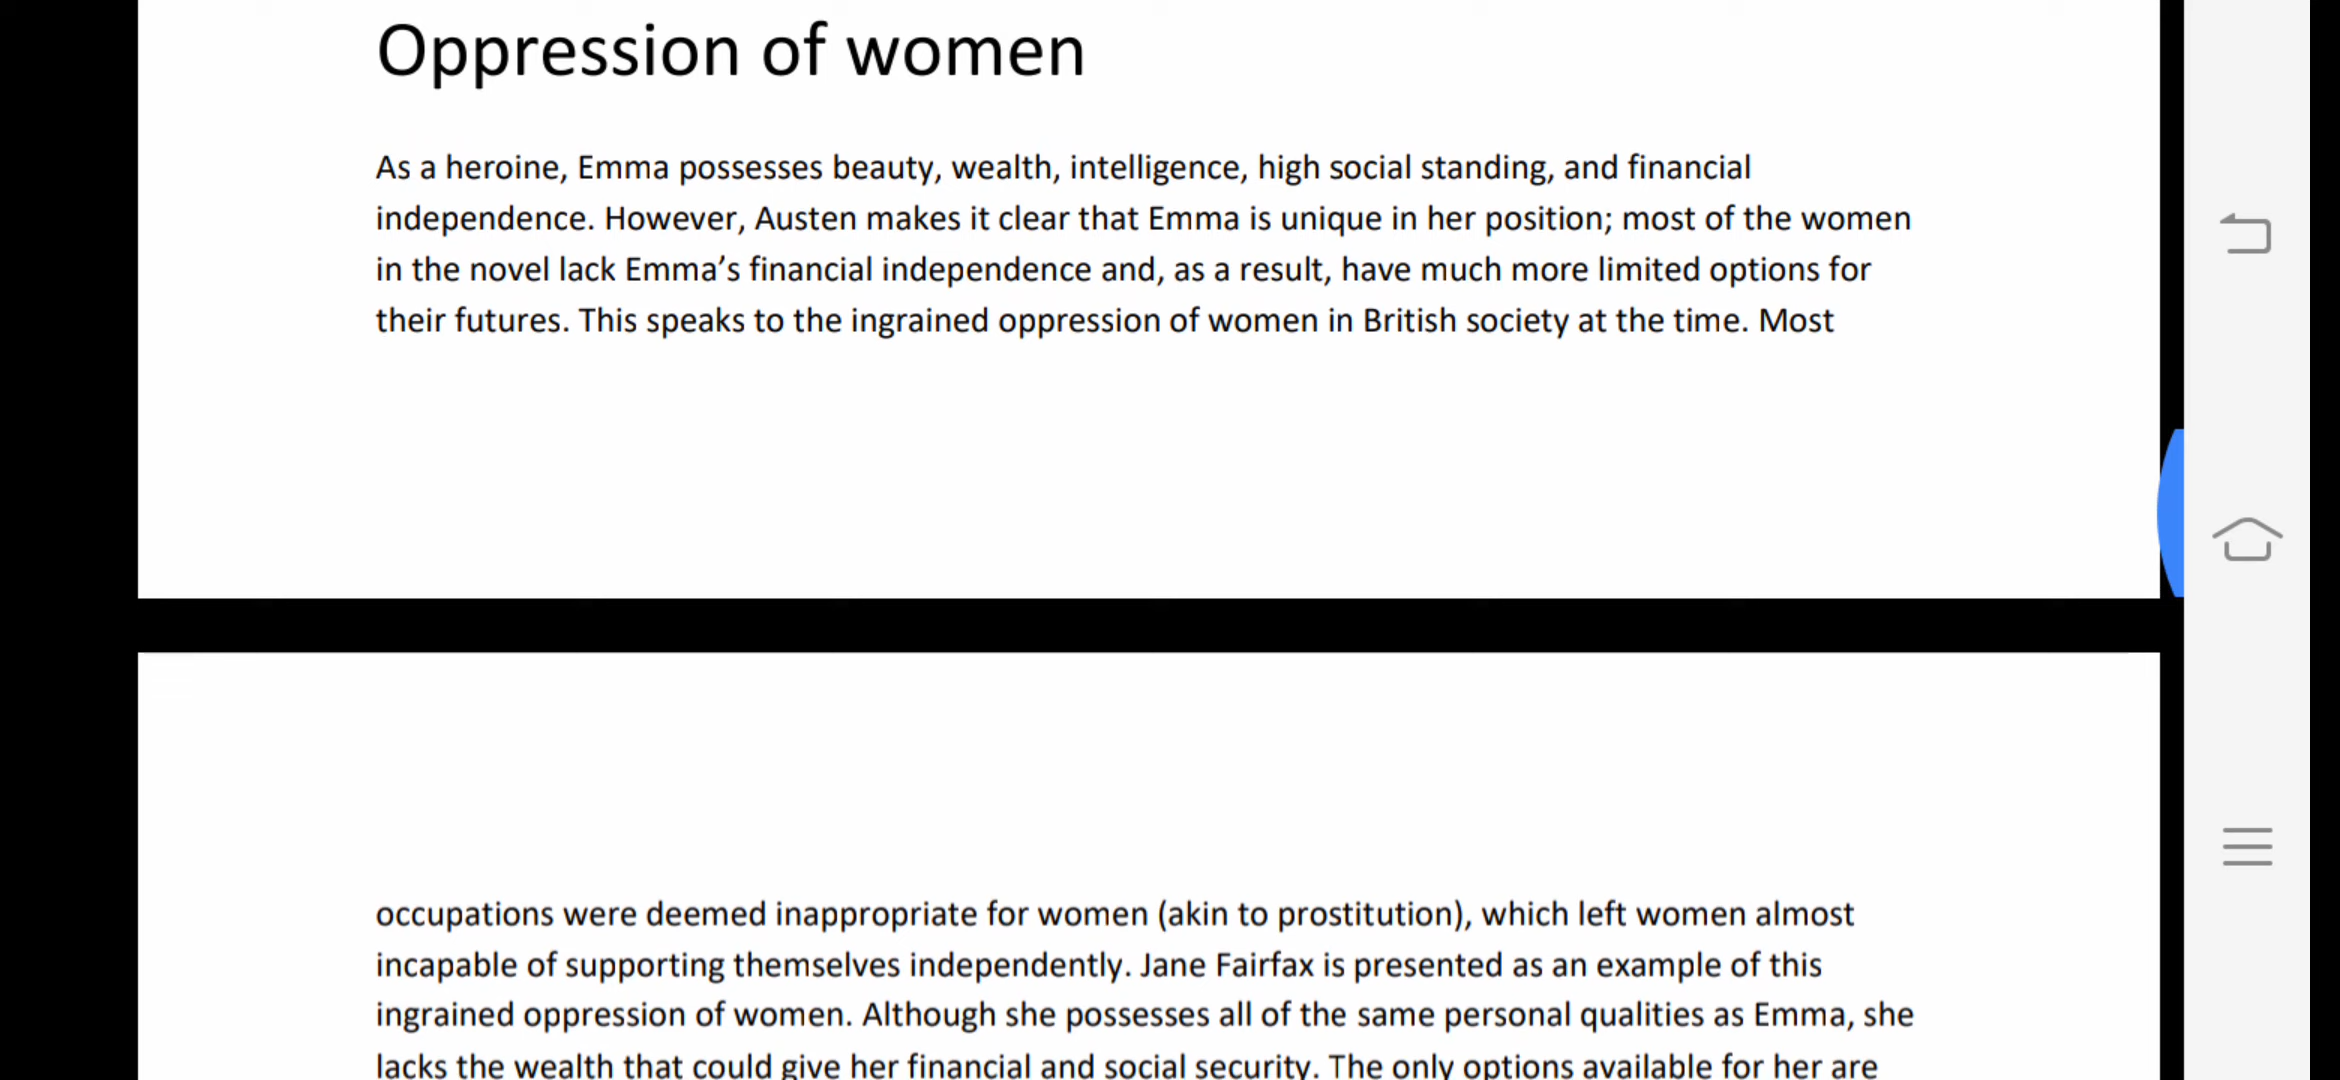 Oppression of women
As a heroine, Emma possesses beauty, wealth, intelligence, high social standing, and financial
independence. However, Austen makes it clear that Emma is unique in her position; most of the women
in the novel lack Emma’s financial independence and, as a result, have much more limited options for
their futures. This speaks to the ingrained oppression of women in British society at the time. Most
occupations were deemed inappropriate for women (akin to prostitution), which left women almost
incapable of supporting themselves independently. Jane Fairfax is presented as an example of this
ingrained oppression of women. Although she possesses all of the same personal qualities as Emma, she
lacks the wealth that could give her financial and social security. The only options available for her are